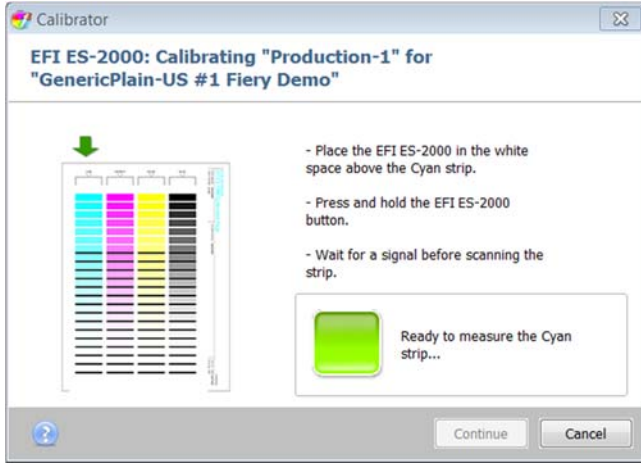 Calibrator
EFI ES-2000: Calibrating "Production-1" for
"GenericPlain-US #1 Fiery Demo"
- Place the EFI ES-2000 in the white
space above the Cyan strip.
- Press and hold the EFI ES-2000
button.
- Wait for a signal before scanning the
strip.
Ready to measure the Cyan
strip...
?
Continue
Cancel